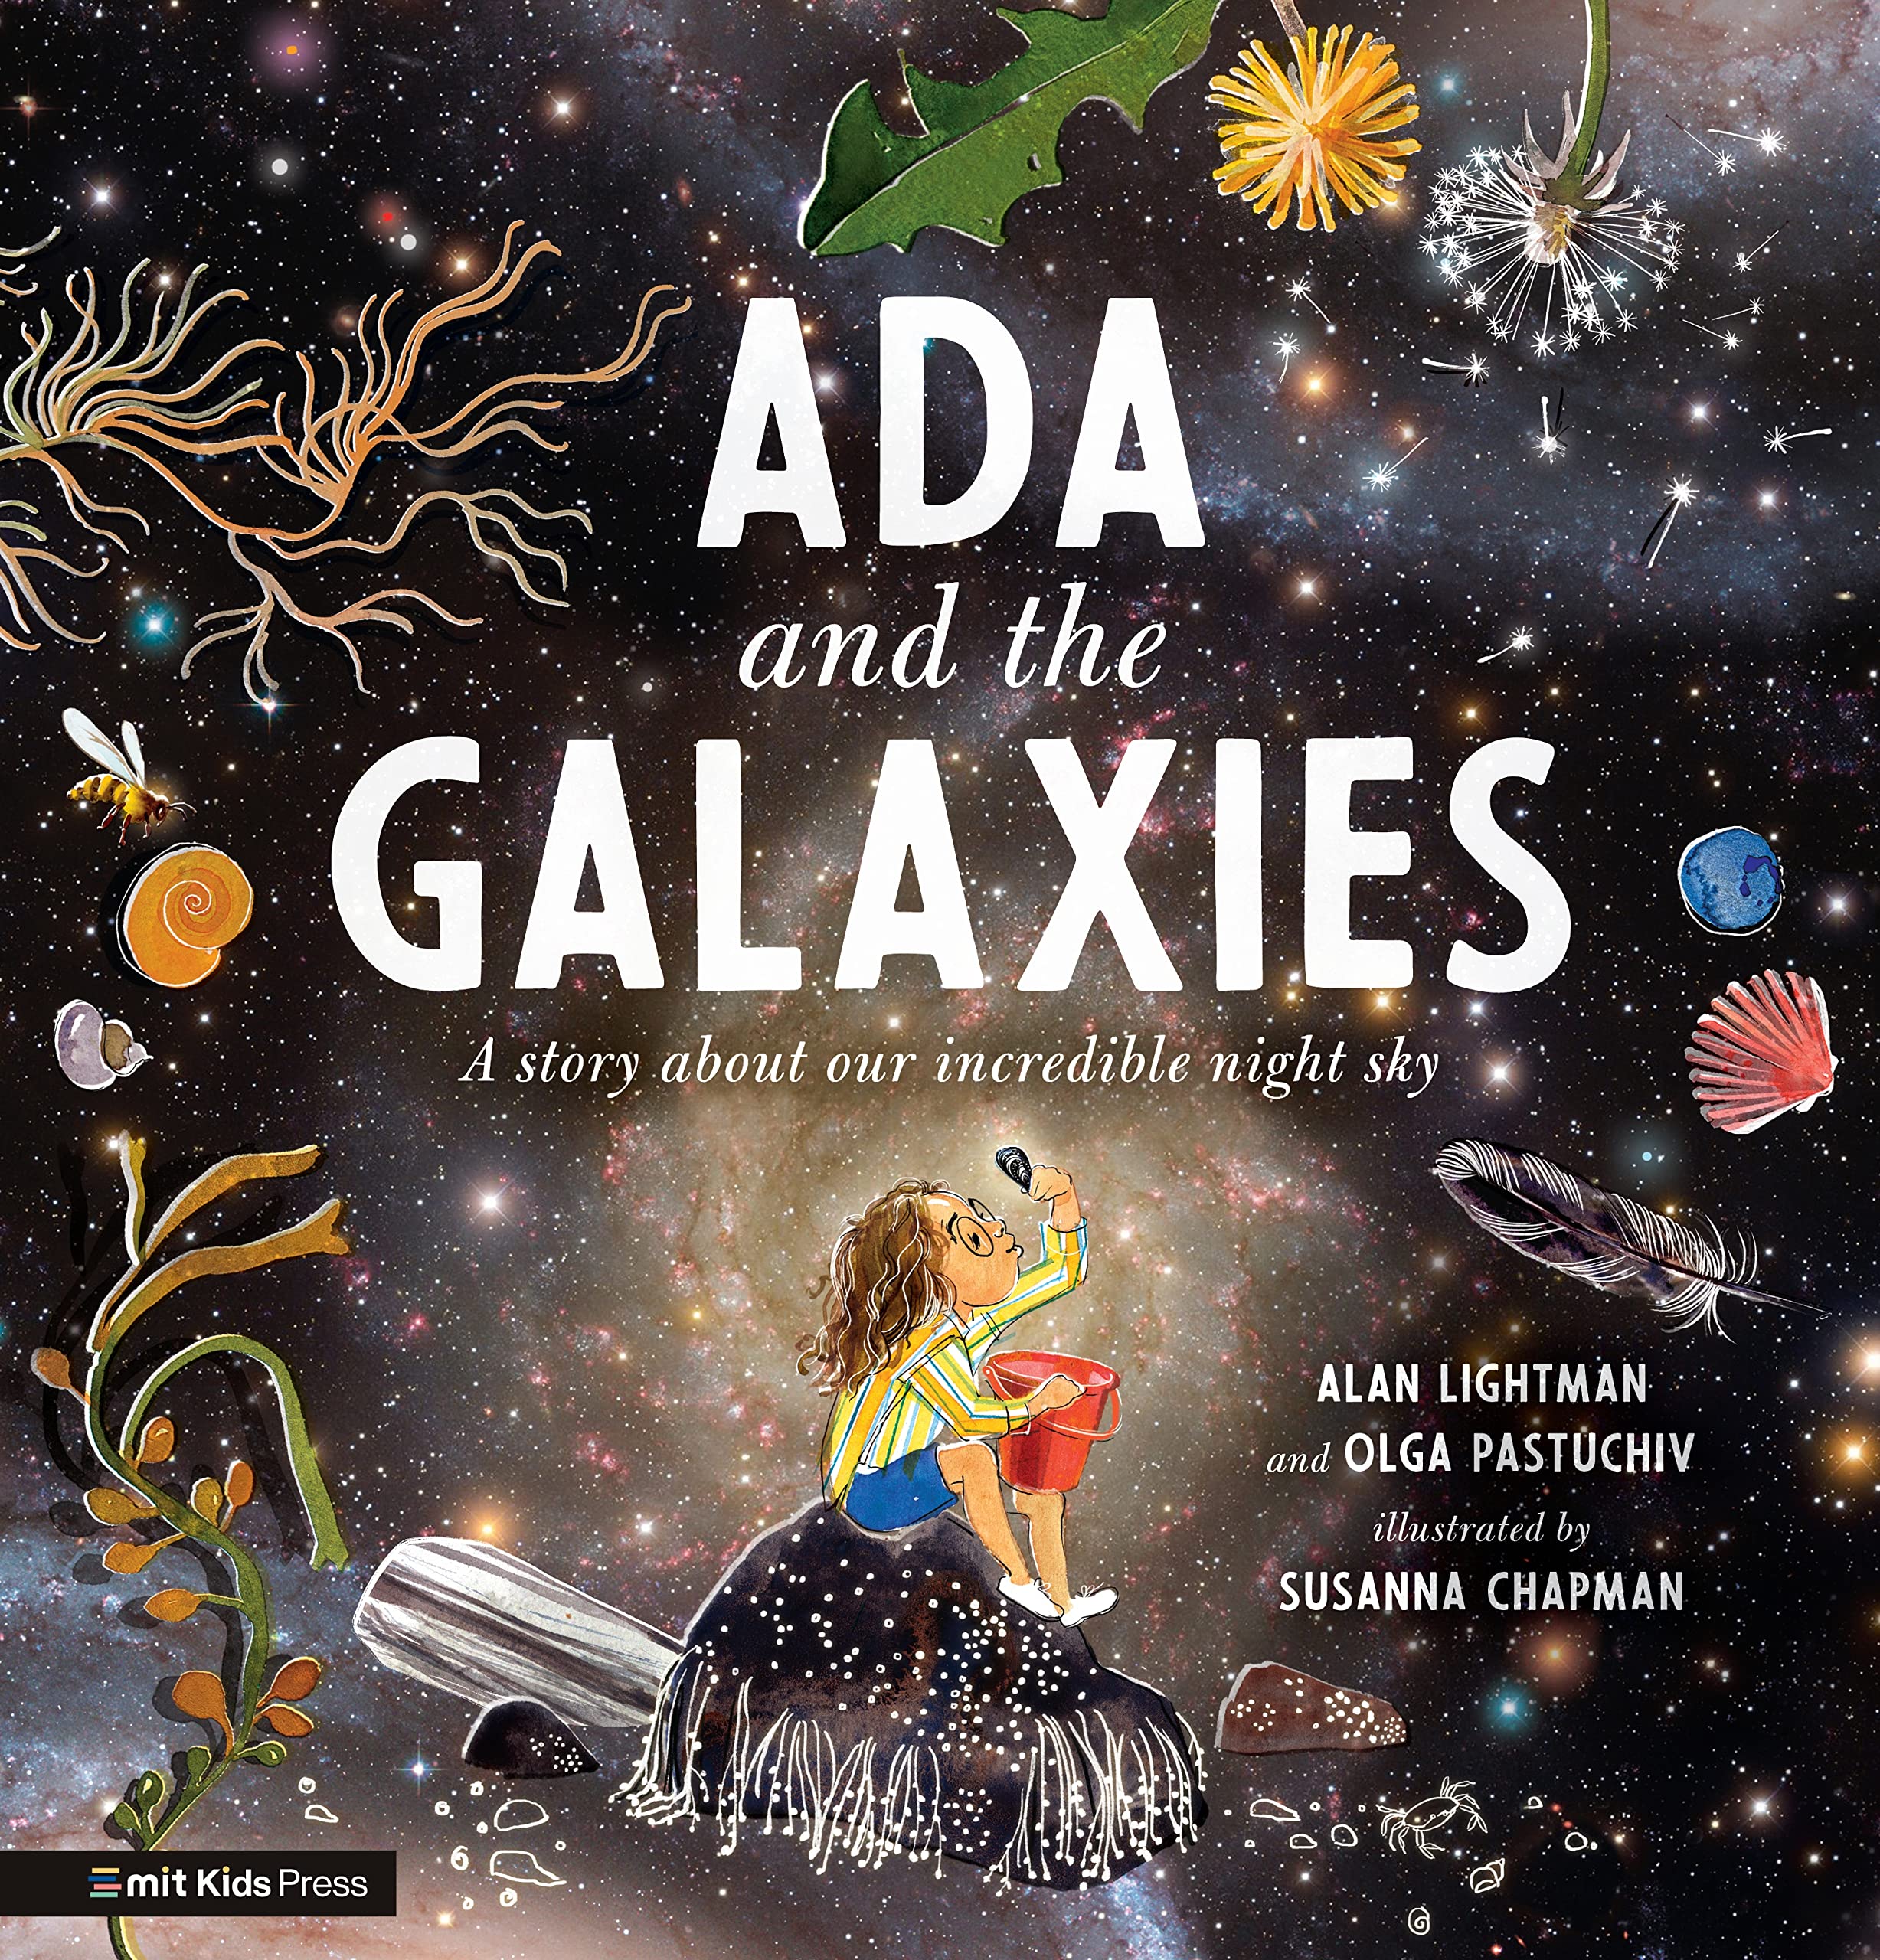 ADA
and the
GALAXIES
A story about our incredible night sky
ALAN LIGHTMAN
and OLGA PASTUCHIV
illustrated by
SUSANNA CHAPMAN
mit Kids Press